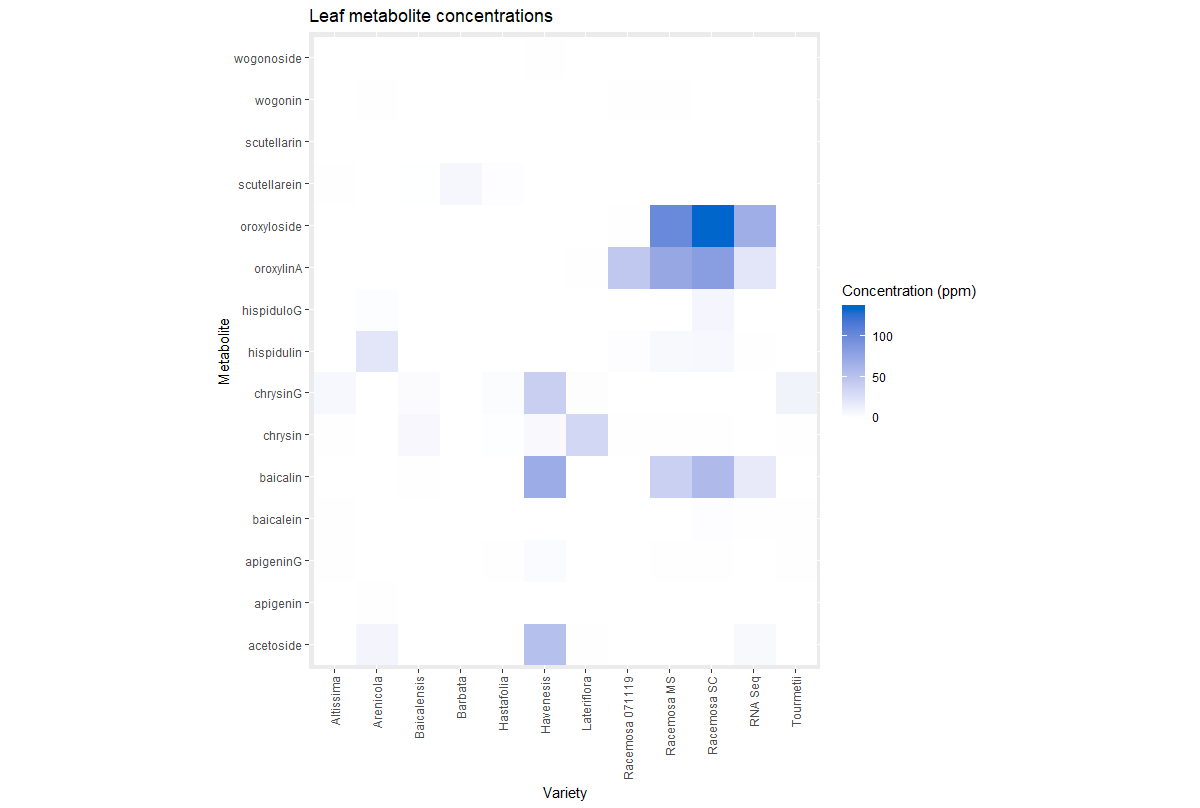 Leaf metabolite concentrations
wogonoside
wogonin
scutellarin
scutellarein
oroxyloside
oroxylinA
hispiduloG
hispidulin
chrysinG
chrysin
baicalin
baicalein
apigeninG
apigenin
acetoside
Metabolite
Altissima
Arenicola
Baicalensis
Barbata
Hastafolia
Havenesis
Lateriflora
Racemosa 071119
Racemosa MS
Racemosa SC
RNA Seq
Tourmetii
Variety
Concentration (ppm)
100
50
0